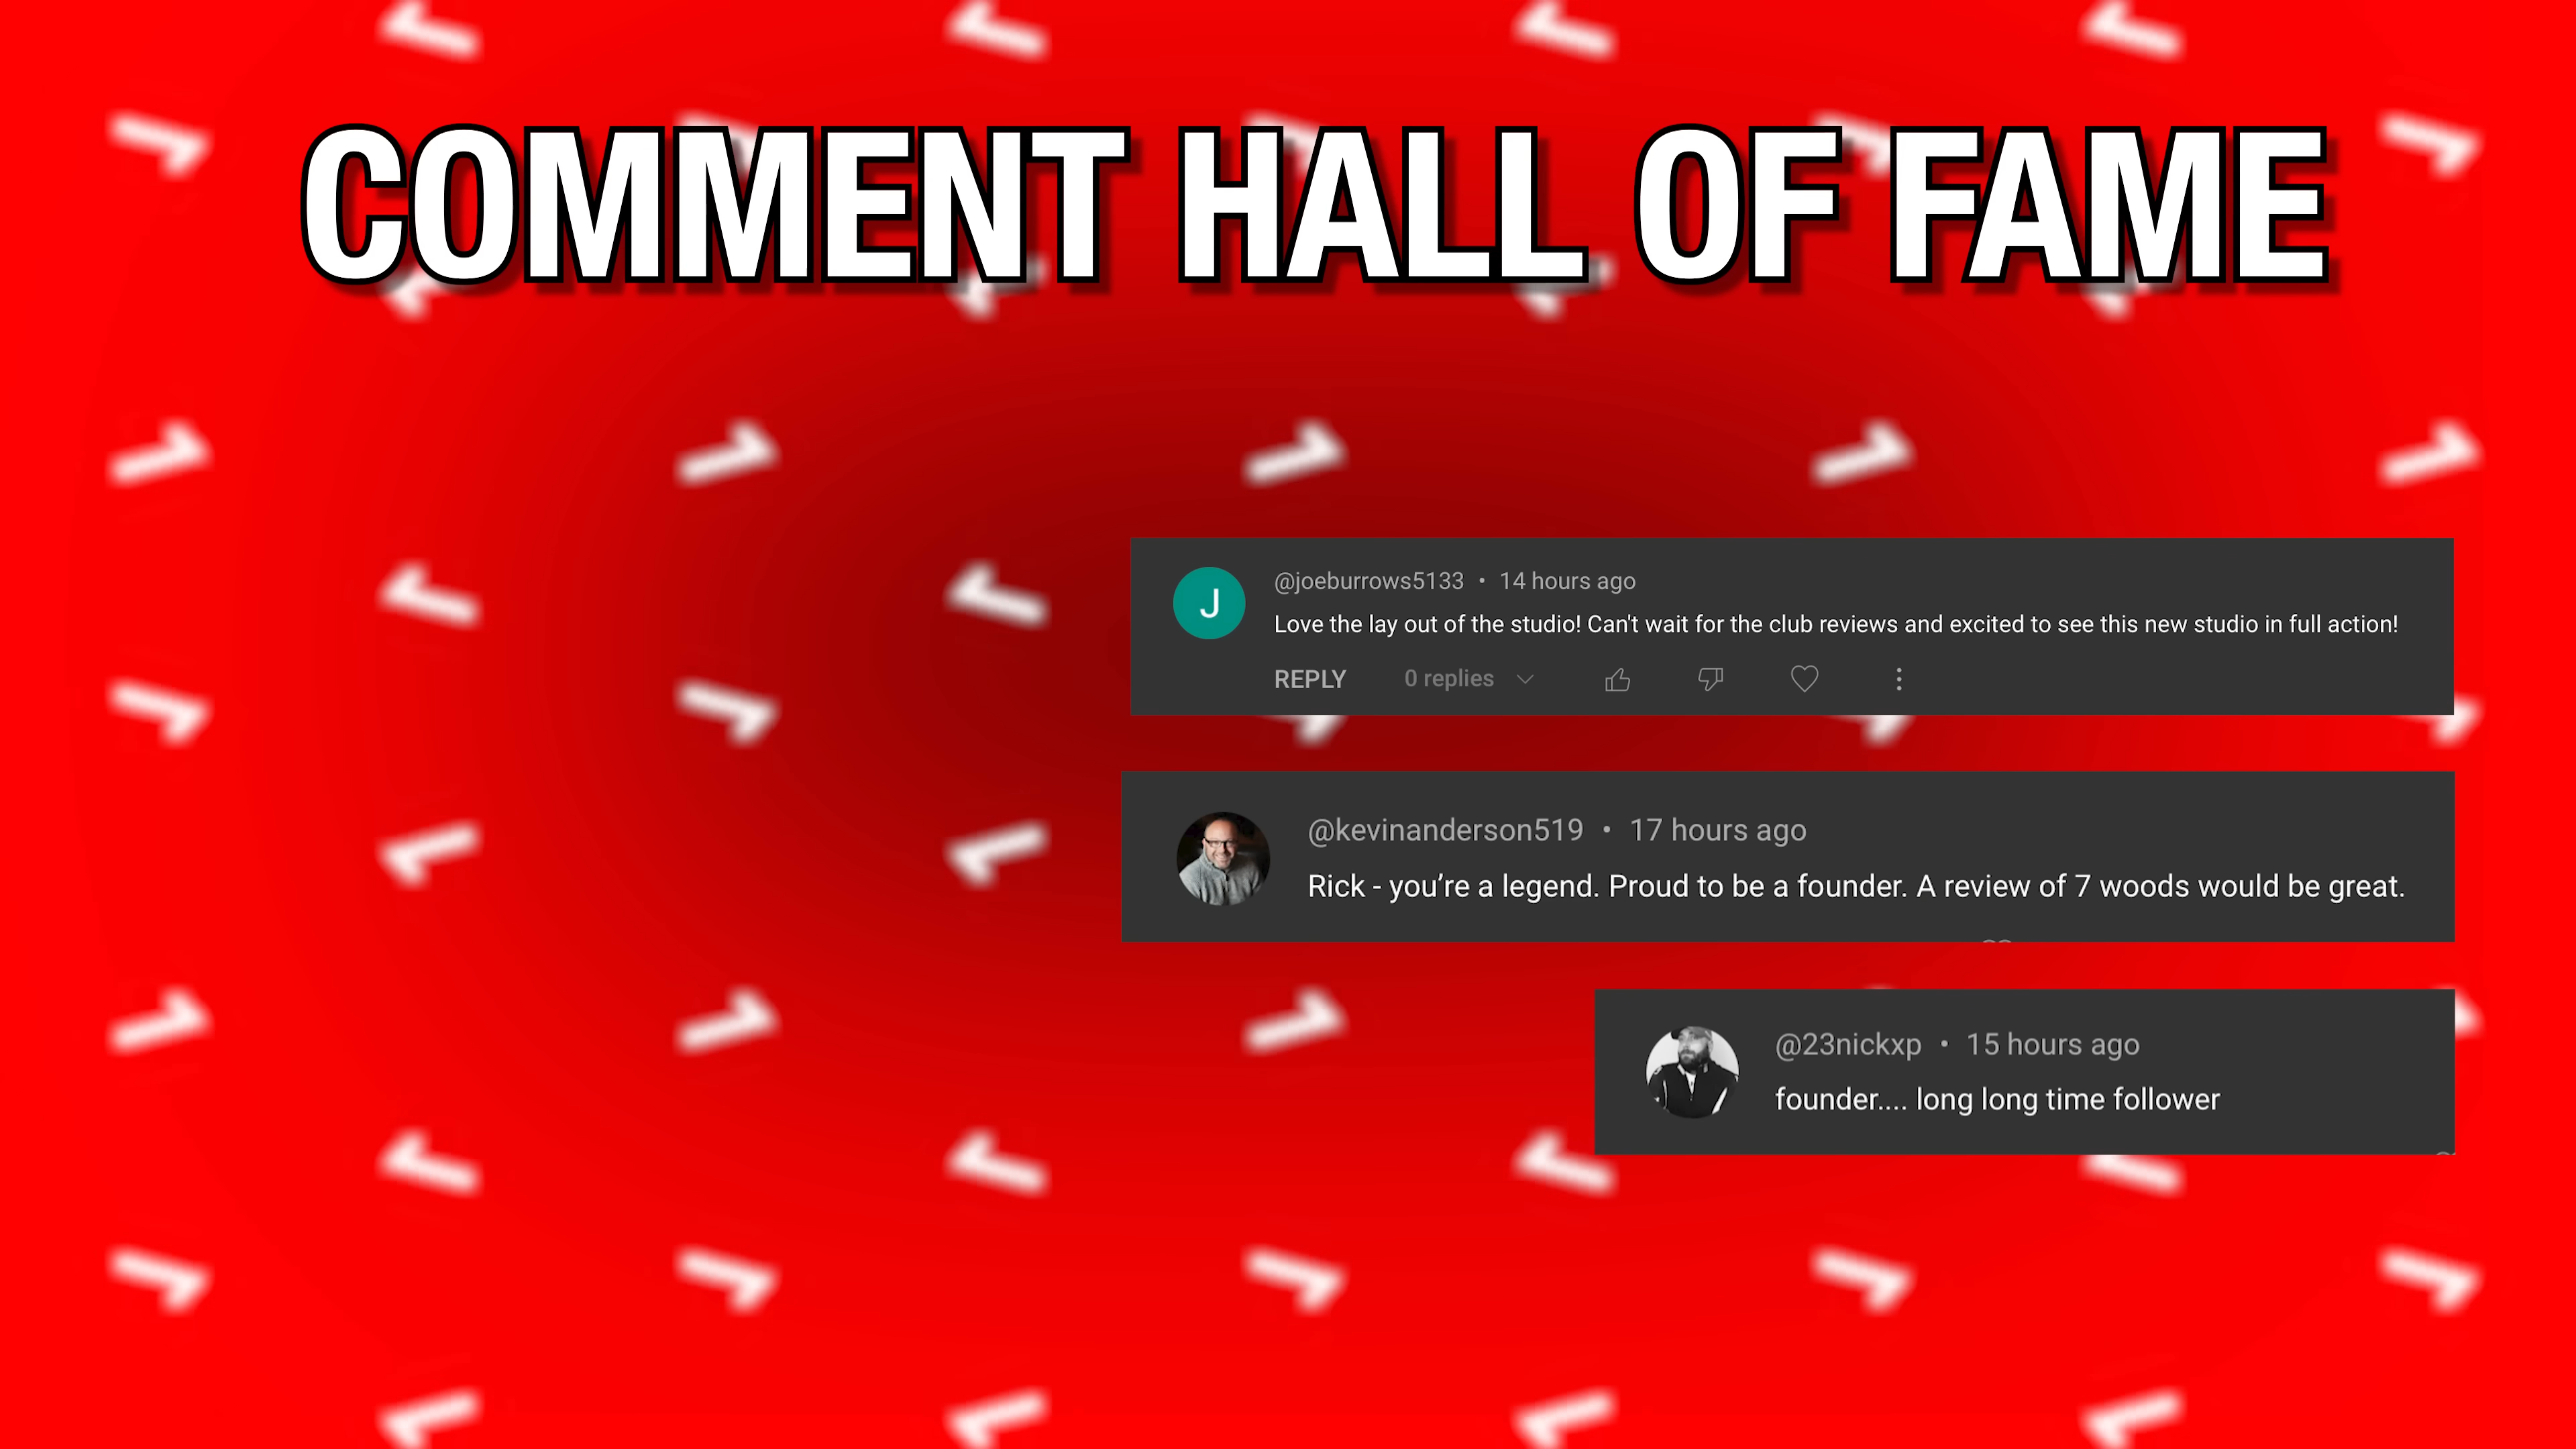 COMMENT HALL OF FAME
J
@joeburrows5133 • 14 hours ago
Love the lay out of the studio! Can't wait for the club reviews and excited to see this new studio in full action!
REPLY 0 replies
@kevinanderson519 • 17 hours ago
Rick - you’re a legend. Proud to be a founder. A review of 7 woods would be great.
@23nickxp • 15 hours ago
founder.... long long time follower